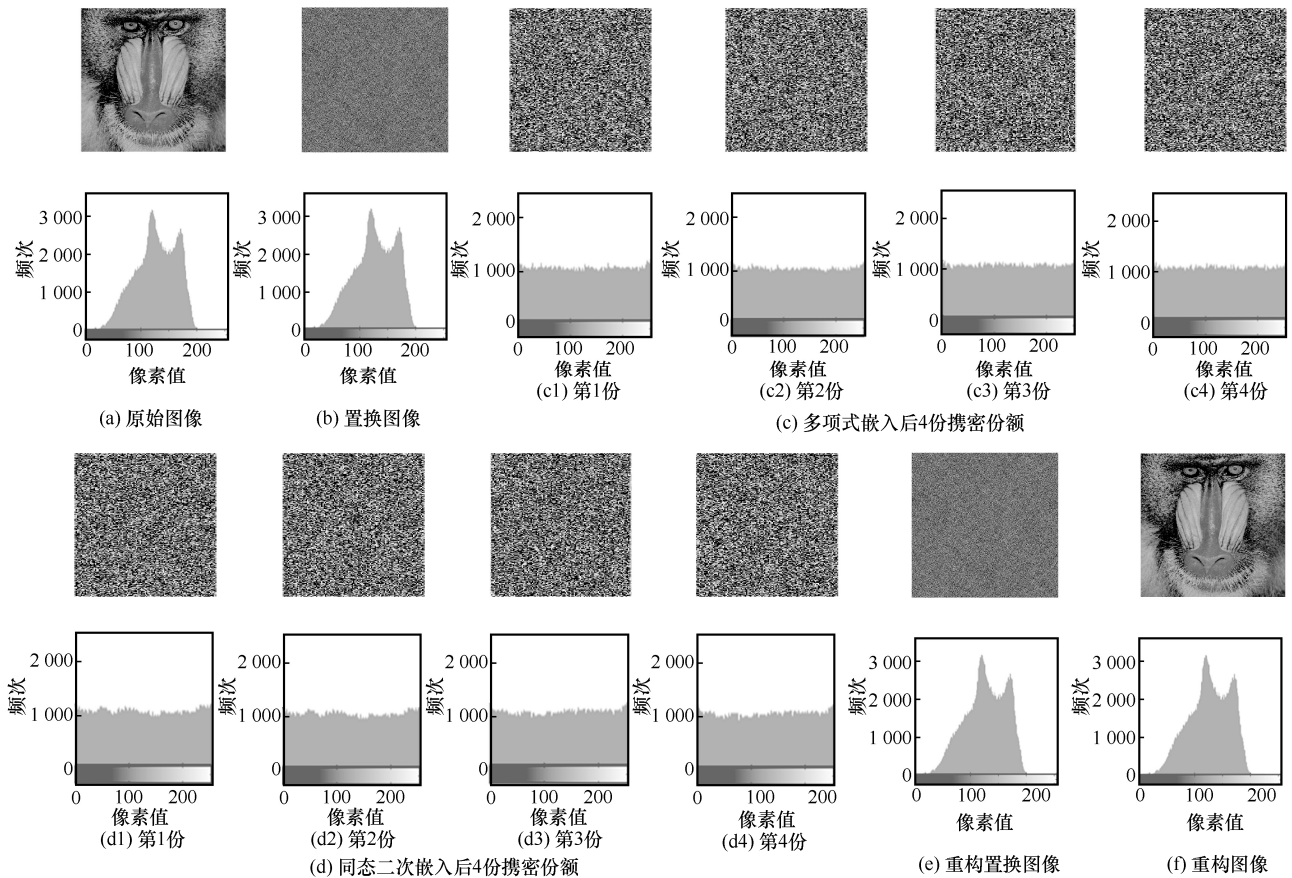 3 000
2 000
1 000
0
频次
0 100 200
像素值
(a) 原始图像
3 000
2 000
1 000
0
频次
0 100 200
像素值
(b) 置换图像
2 000
1 000
0
频次
0 100 200
像素值
(c1) 第1份
2 000
1 000
0
频次
0 100 200
像素值
(c2) 第2份
2 000
1 000
0
频次
0 100 200
像素值
(c3) 第3份
2 000
1 000
0
频次
0 100 200
像素值
(c4) 第4份
(c) 多项式嵌入后4份携密份额
2 000
1 000
0
频次
0 100 200
像素值
(d1) 第1份
2 000
1 000
0
频次
0 100 200
像素值
(d2) 第2份
2 000
1 000
0
频次
0 100 200
像素值
(d3) 第3份
2 000
1 000
0
频次
0 100 200
像素值
(d4) 第4份
(d) 同态二次嵌入后4份携密份额
3 000
2 000
1 000
0
频次
0 100 200
像素值
(e) 重构置换图像
3 000
2 000
1 000
0
频次
0 100 200
像素值
(f) 重构图像